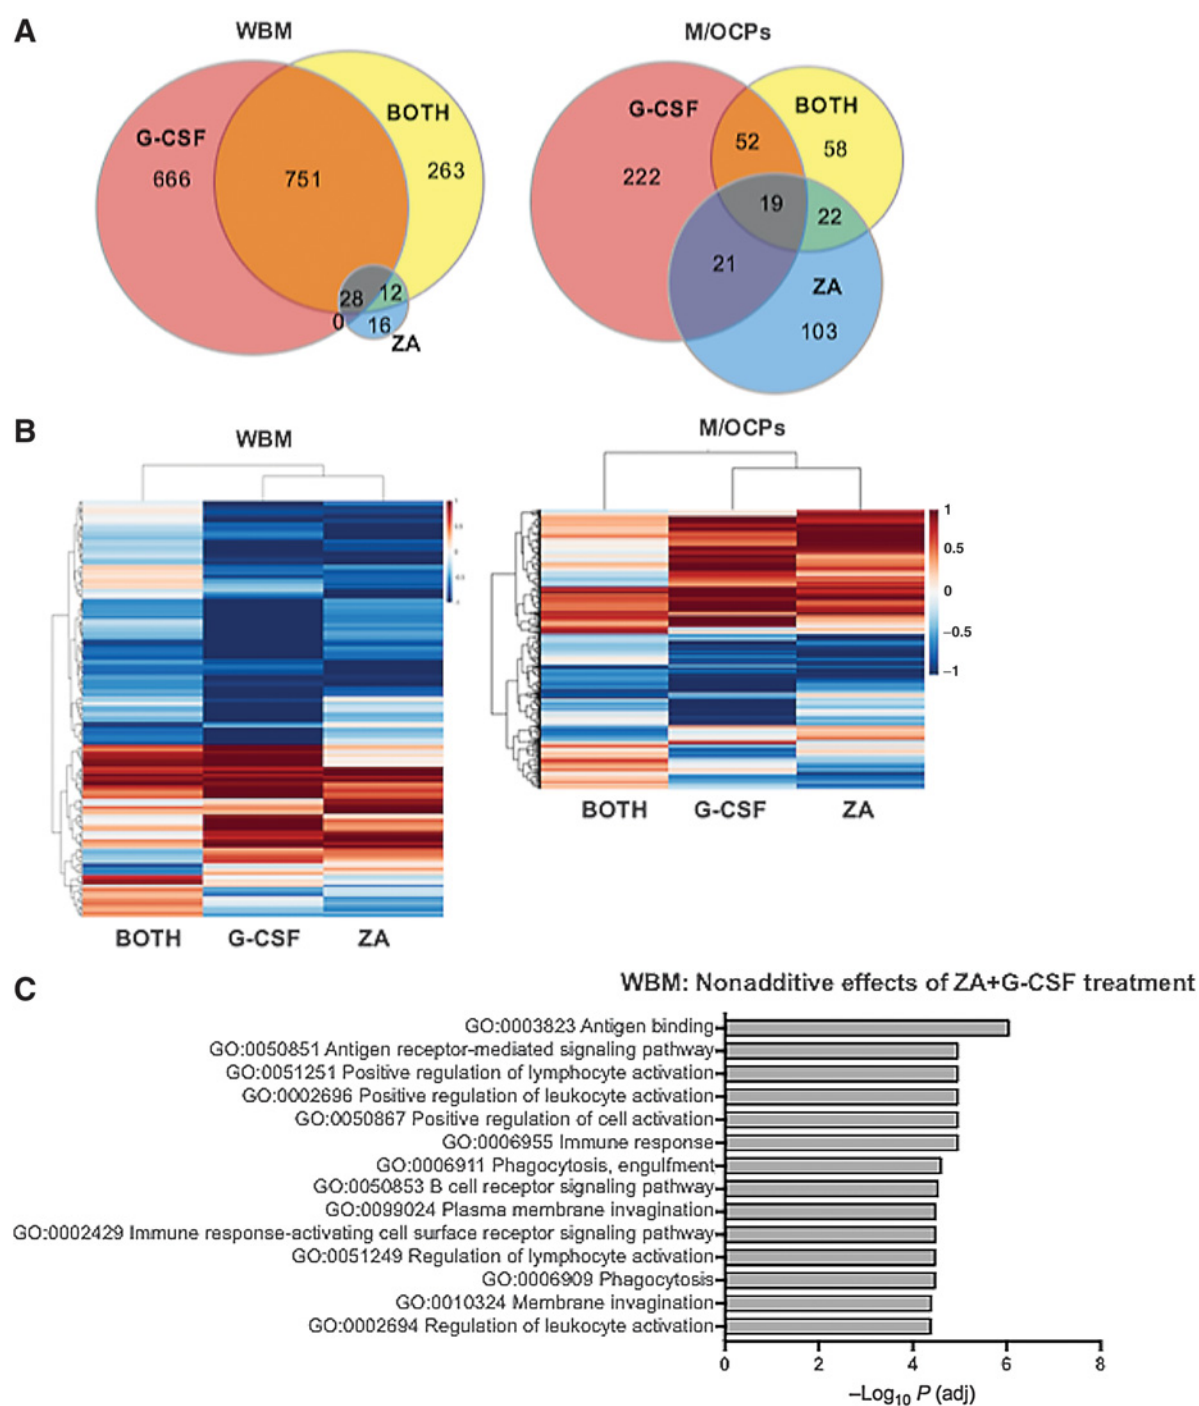 A
WBM
M/OCPs
G-CSF
BOTH
666
751
263
28
12
0
16
ZA
G-CSF
BOTH
52
58
222
19
22
21
ZA
103
B
WBM
M/OCPs
1
0.5
0
−0.5
−1
BOTH
G-CSF
ZA
BOTH
G-CSF
ZA
C
WBM: Nonadditive effects of ZA+G-CSF treatment
GO:0003823 Antigen binding
GO:0050851 Antigen receptor-mediated signaling pathway
GO:0051251 Positive regulation of lymphocyte activation
GO:0002696 Positive regulation of leukocyte activation
GO:0050867 Positive regulation of cell activation
GO:0006955 Immune response
GO:0006911 Phagocytosis, engulfment
GO:0050853 B cell receptor signaling pathway
GO:0099024 Plasma membrane invagination
GO:0002429 Immune response-activating cell surface receptor signaling pathway
GO:0051249 Regulation of lymphocyte activation
GO:0006909 Phagocytosis
GO:0010324 Membrane invagination
GO:0002694 Regulation of leukocyte activation
0 2 4 6 8
−Log10 P (adj)